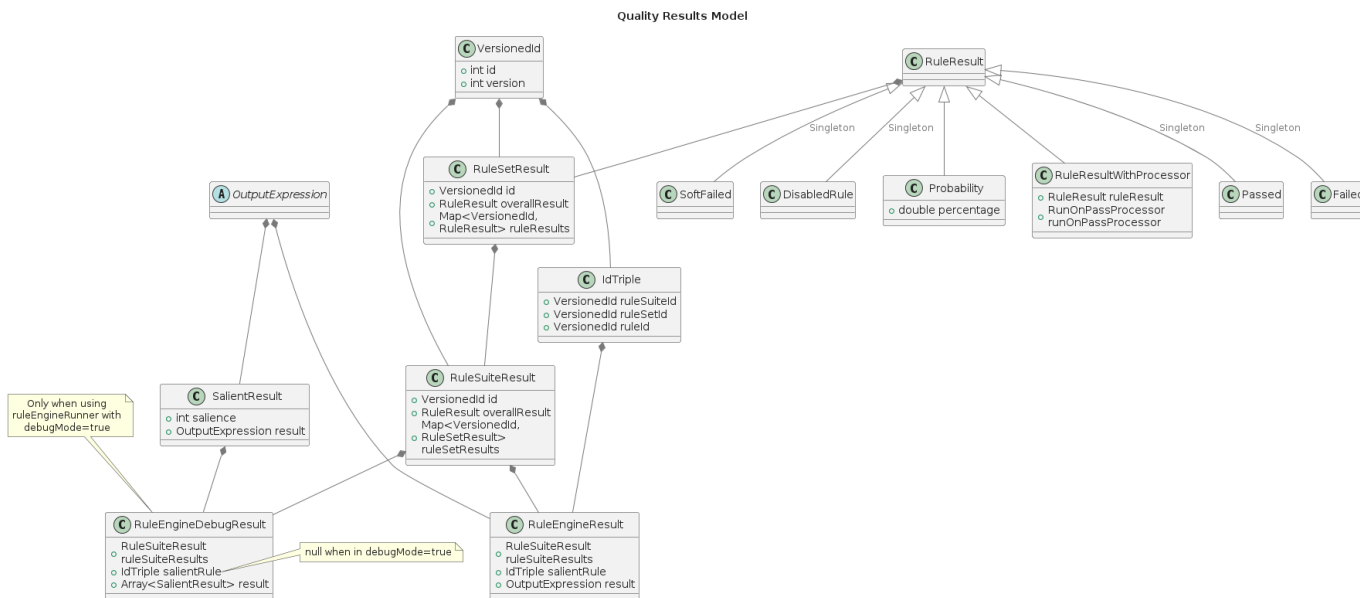 Quality Results Model
C VersionedId
int id
int version
C RuleResult
Singleton
Singleton
Singleton
Singleton
C RuleSetResult
VersionedId id
RuleResult overallResult
Map<VersionedId,
RuleResult> ruleResults
A OutputExpression
C SoftFailed
C DisabledRule
C Probability
double percentage
C RuleResultWithProcessor
RuleResult ruleResult
RunOnPassProcessor
runOnPassProcessor
C Passed
C Failed
C IdTriple
VersionedId ruleSuiteId
VersionedId ruleSetId
VersionedId ruleId
Only when using
ruleEngineRunner with
debugMode=true
C SalientResult
int salience
OutputExpression result
C RuleSuiteResult
VersionedId id
RuleResult overallResult
Map<VersionedId,
RuleSetResult>
ruleSetResults
C RuleEngineDebugResult
RuleSuiteResult
ruleSuiteResults
IdTriple salientRule
Array<SalientResult> result
null when in debugMode=true
C RuleEngineResult
RuleSuiteResult
ruleSuiteResults
IdTriple salientRule
OutputExpression result